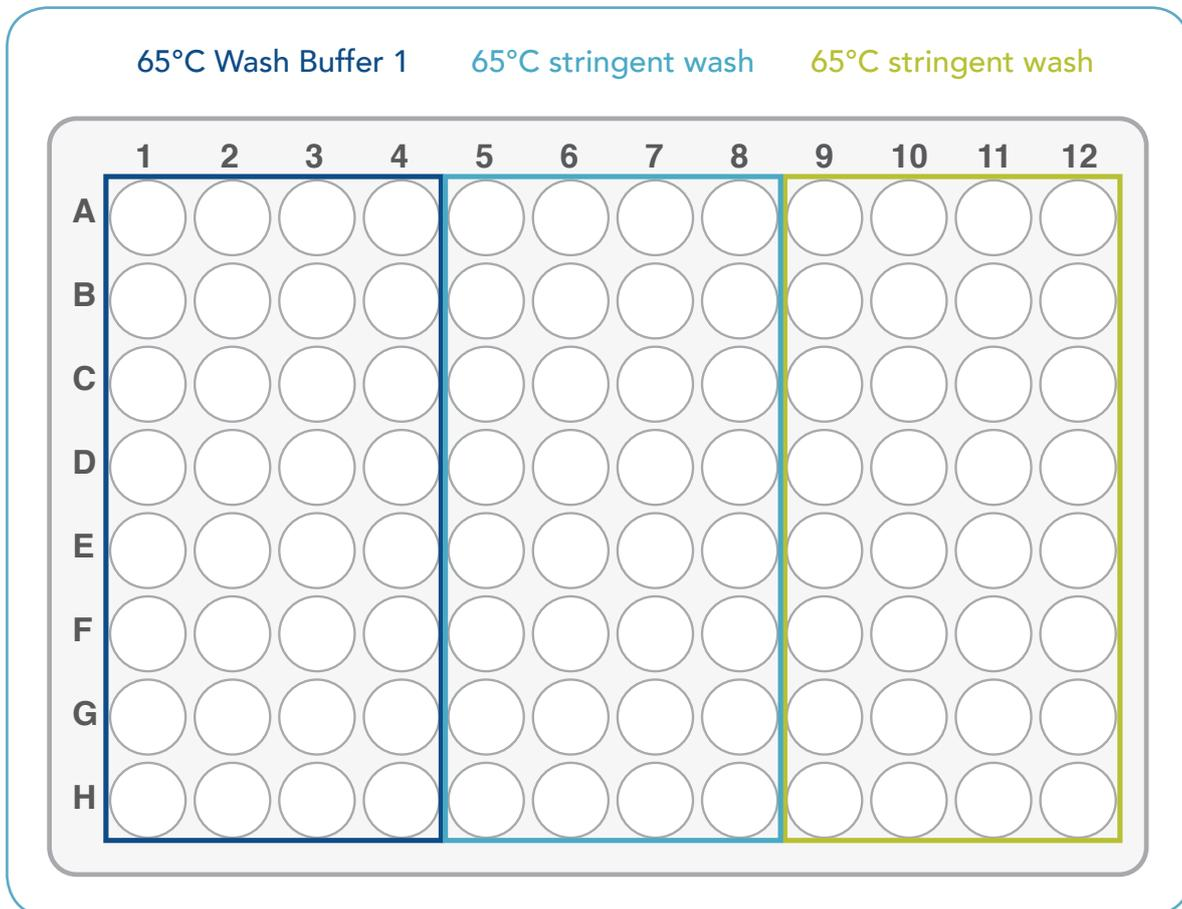 65°C Wash Buffer 1 65°C stringent wash 65°C stringent wash
1 2 3 4 5 6 7 8 9 10 11 12
A
B
C
D
E
F
G
H